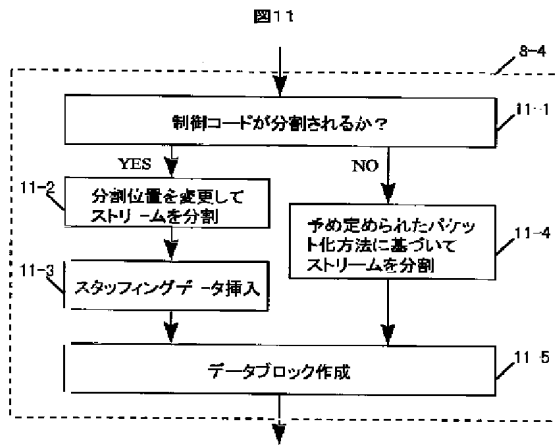 図11
8-4
制御コードが分割されるか？
11-1
YES
NO
11-2
分割位置を変更して
ストリームを分割
予め定められたパケッ
ト化方法に基づいて
ストリームを分割
11-4
11-3
スタッフィングデータ挿入
データブロック作成
11-5